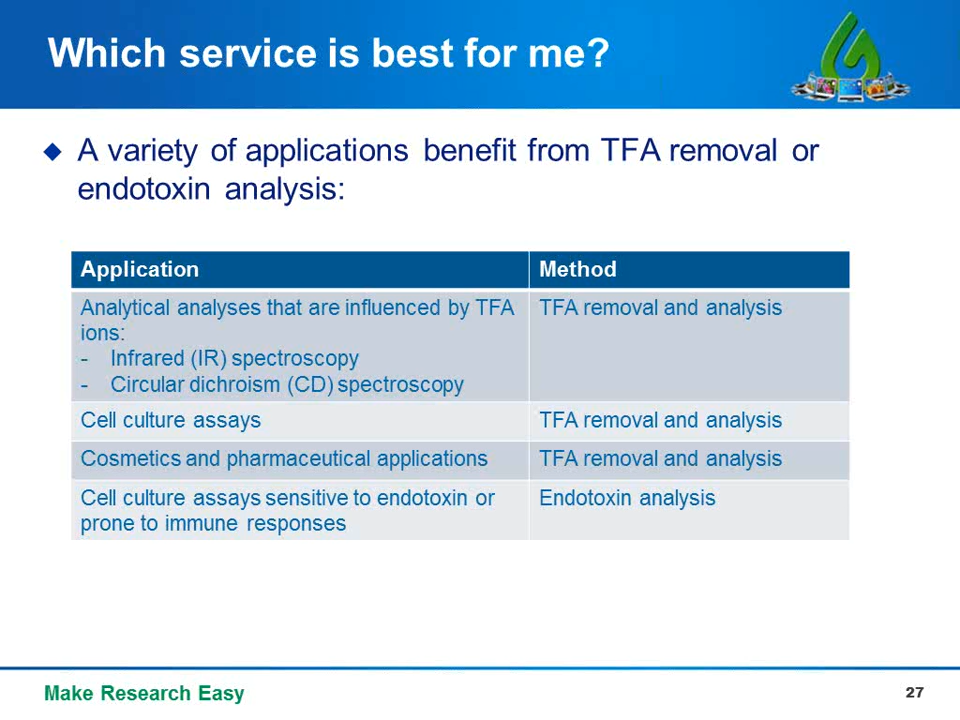 Which service is best for me?
◆ A variety of applications benefit from TFA removal or
endotoxin analysis:
Application Method
Analytical analyses that are influenced by TFA TFA removal and analysis
ions:
- Infrared (IR) spectroscopy
- Circular dichroism (CD) spectroscopy
Cell culture assays TFA removal and analysis
Cosmetics and pharmaceutical applications TFA removal and analysis
Cell culture assays sensitive to endotoxin or Endotoxin analysis
prone to immune responses
Make Research Easy 27